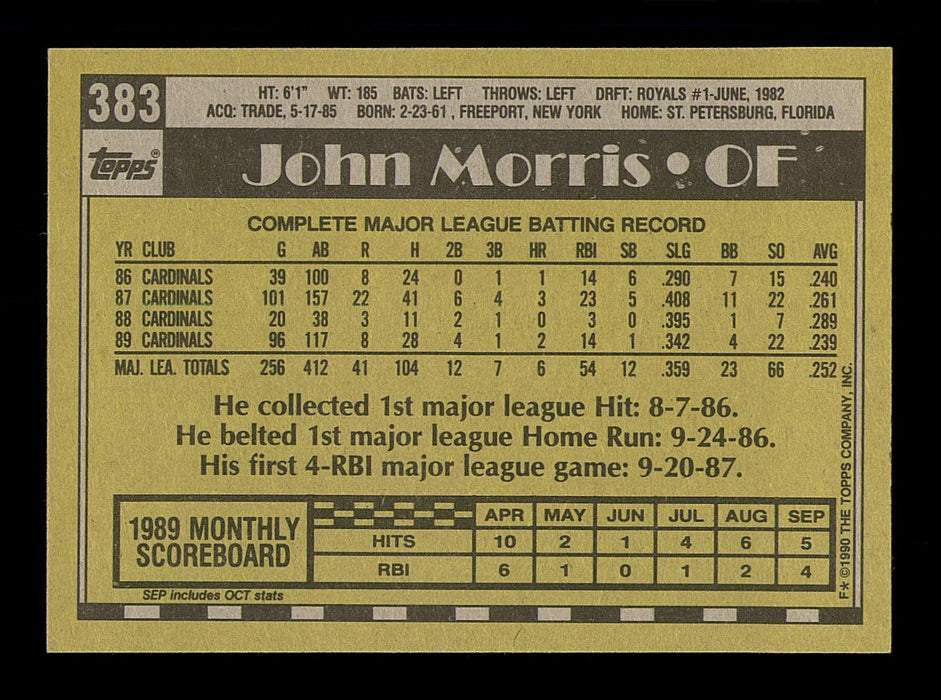 383
HT: 6'1" WT: 185 BATS: LEFT THROWS: LEFT DRFT: ROYALS #1-JUNE, 1982
ACQ: TRADE, 5-17-85 BORN: 2-23-61 , FREEPORT, NEW YORK HOME: ST. PETERSBURG, FLORIDA
Topps®
John Morris • OF
COMPLETE MAJOR LEAGUE BATTING RECORD
YR CLUB G AB R H 2B 3B HR RBI SB SLG BB SO AVG
86 CARDINALS 39 100 8 24 0 1 1 14 6 .290 7 15 .240
87 CARDINALS 101 157 22 41 6 4 3 23 5 .408 11 22 .261
88 CARDINALS 20 38 3 11 2 1 0 3 0 .395 1 7 .289
89 CARDINALS 96 117 8 28 4 1 2 14 1 .342 4 22 .239
MAJ. LEA. TOTALS 256 412 41 104 12 7 6 54 12 .359 23 66 .252
He collected 1st major league Hit: 8-7-86.
He belted 1st major league Home Run: 9-24-86.
His first 4-RBI major league game: 9-20-87.
1989 MONTHLY
SCOREBOARD
APR MAY JUN JUL AUG SEP
HITS 10 2 1 4 6 5
RBI 6 1 0 1 2 4
SEP includes OCT stats
F* ©1990 THE TOPPS COMPANY, INC.